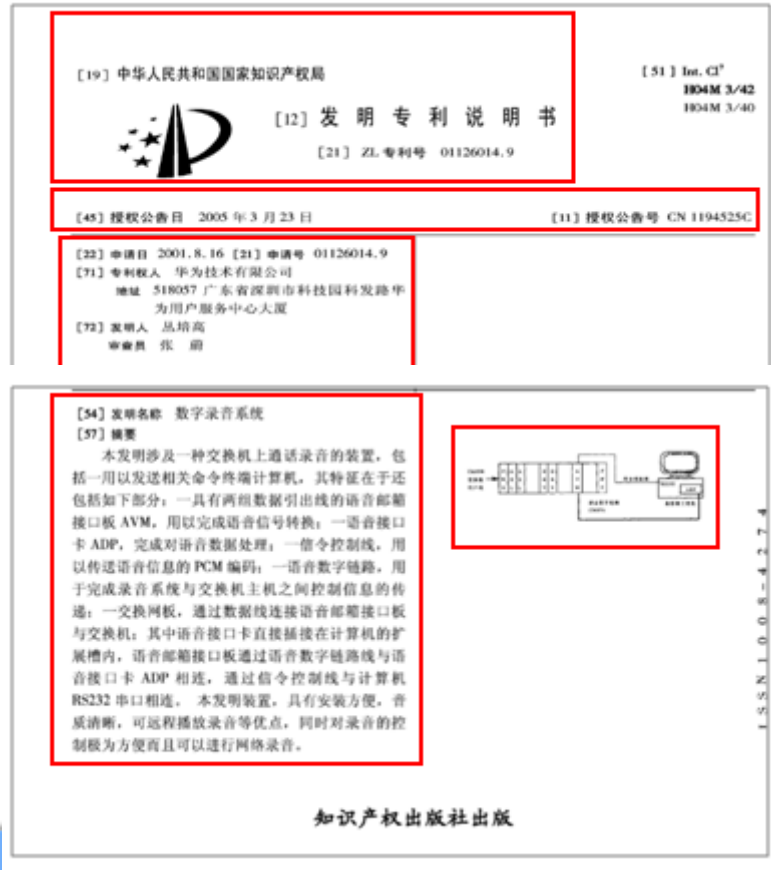 [19] 中华人民共和国国家知识产权局
[51] Int. Cl⁷
H04M 3/42
H04M 3/40
[12] 发明专利说明书
[21] ZL 专利号 01126014.9
[45] 授权公告日 2005 年 3 月 23 日
[11] 授权公告号 CN 1194525C
[22] 申请日 2001.8.16 [21] 申请号 01126014.9
[71] 专利权人 华为技术有限公司
地址 518057 广东省深圳市科技园科发路华
为用户服务中心大厦
[72] 发明人 丛培高
审查员 张 蔚
[54] 发明名称 数字录音系统
[57] 摘要
本发明涉及一种交换机上通话录音的装置，包
括一用以发送相关命令终端计算机，其特征在于还
包括如下部分：一具有两组数据引出线的语音邮箱
接口板 AVM，用以完成语音信号转换；一语音接口
卡 ADP，完成对语音数据处理；一信令控制线，用
以传送语音信息的 PCM 编码；一语音数字链路，用
于完成录音系统与交换机主机之间控制信息的传
递；一交换网板，通过数据线连接语音邮箱接口板
与交换机；其中语音接口卡直接插接在计算机的扩
展槽内，语音邮箱接口板通过语音数字链路线与语
音接口卡 ADP 相连，通过信令控制线与计算机
RS232 串口相连。本发明装置，具有安装方便，音
质清晰，可远程播放录音等优点，同时对录音的控
制极为方便而且可以进行网络录音。
ISSN1008-4274
知识产权出版社出版